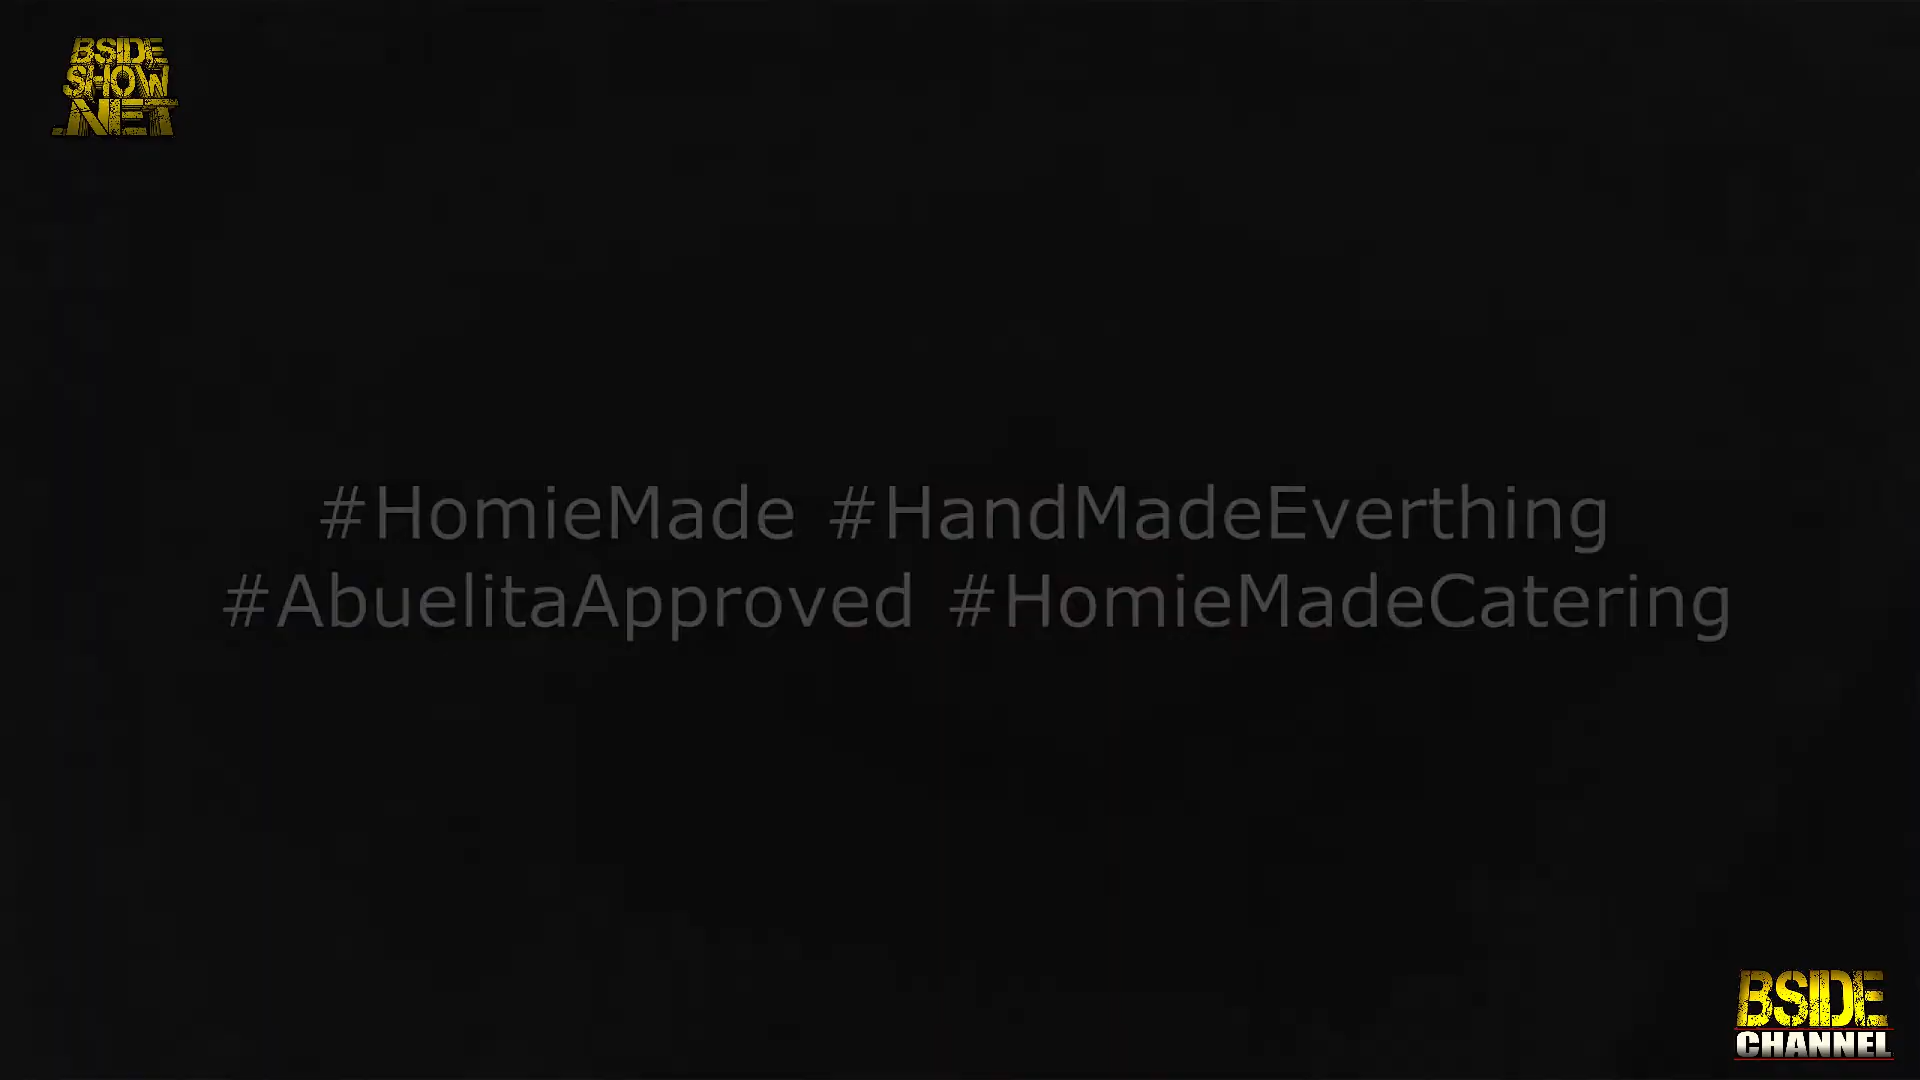 BSIDE
SHOW
.NET
#HomieMade #HandMadeEverthing
#AbuelitaApproved #HomieMadeCatering
BSIDE
CHANNEL